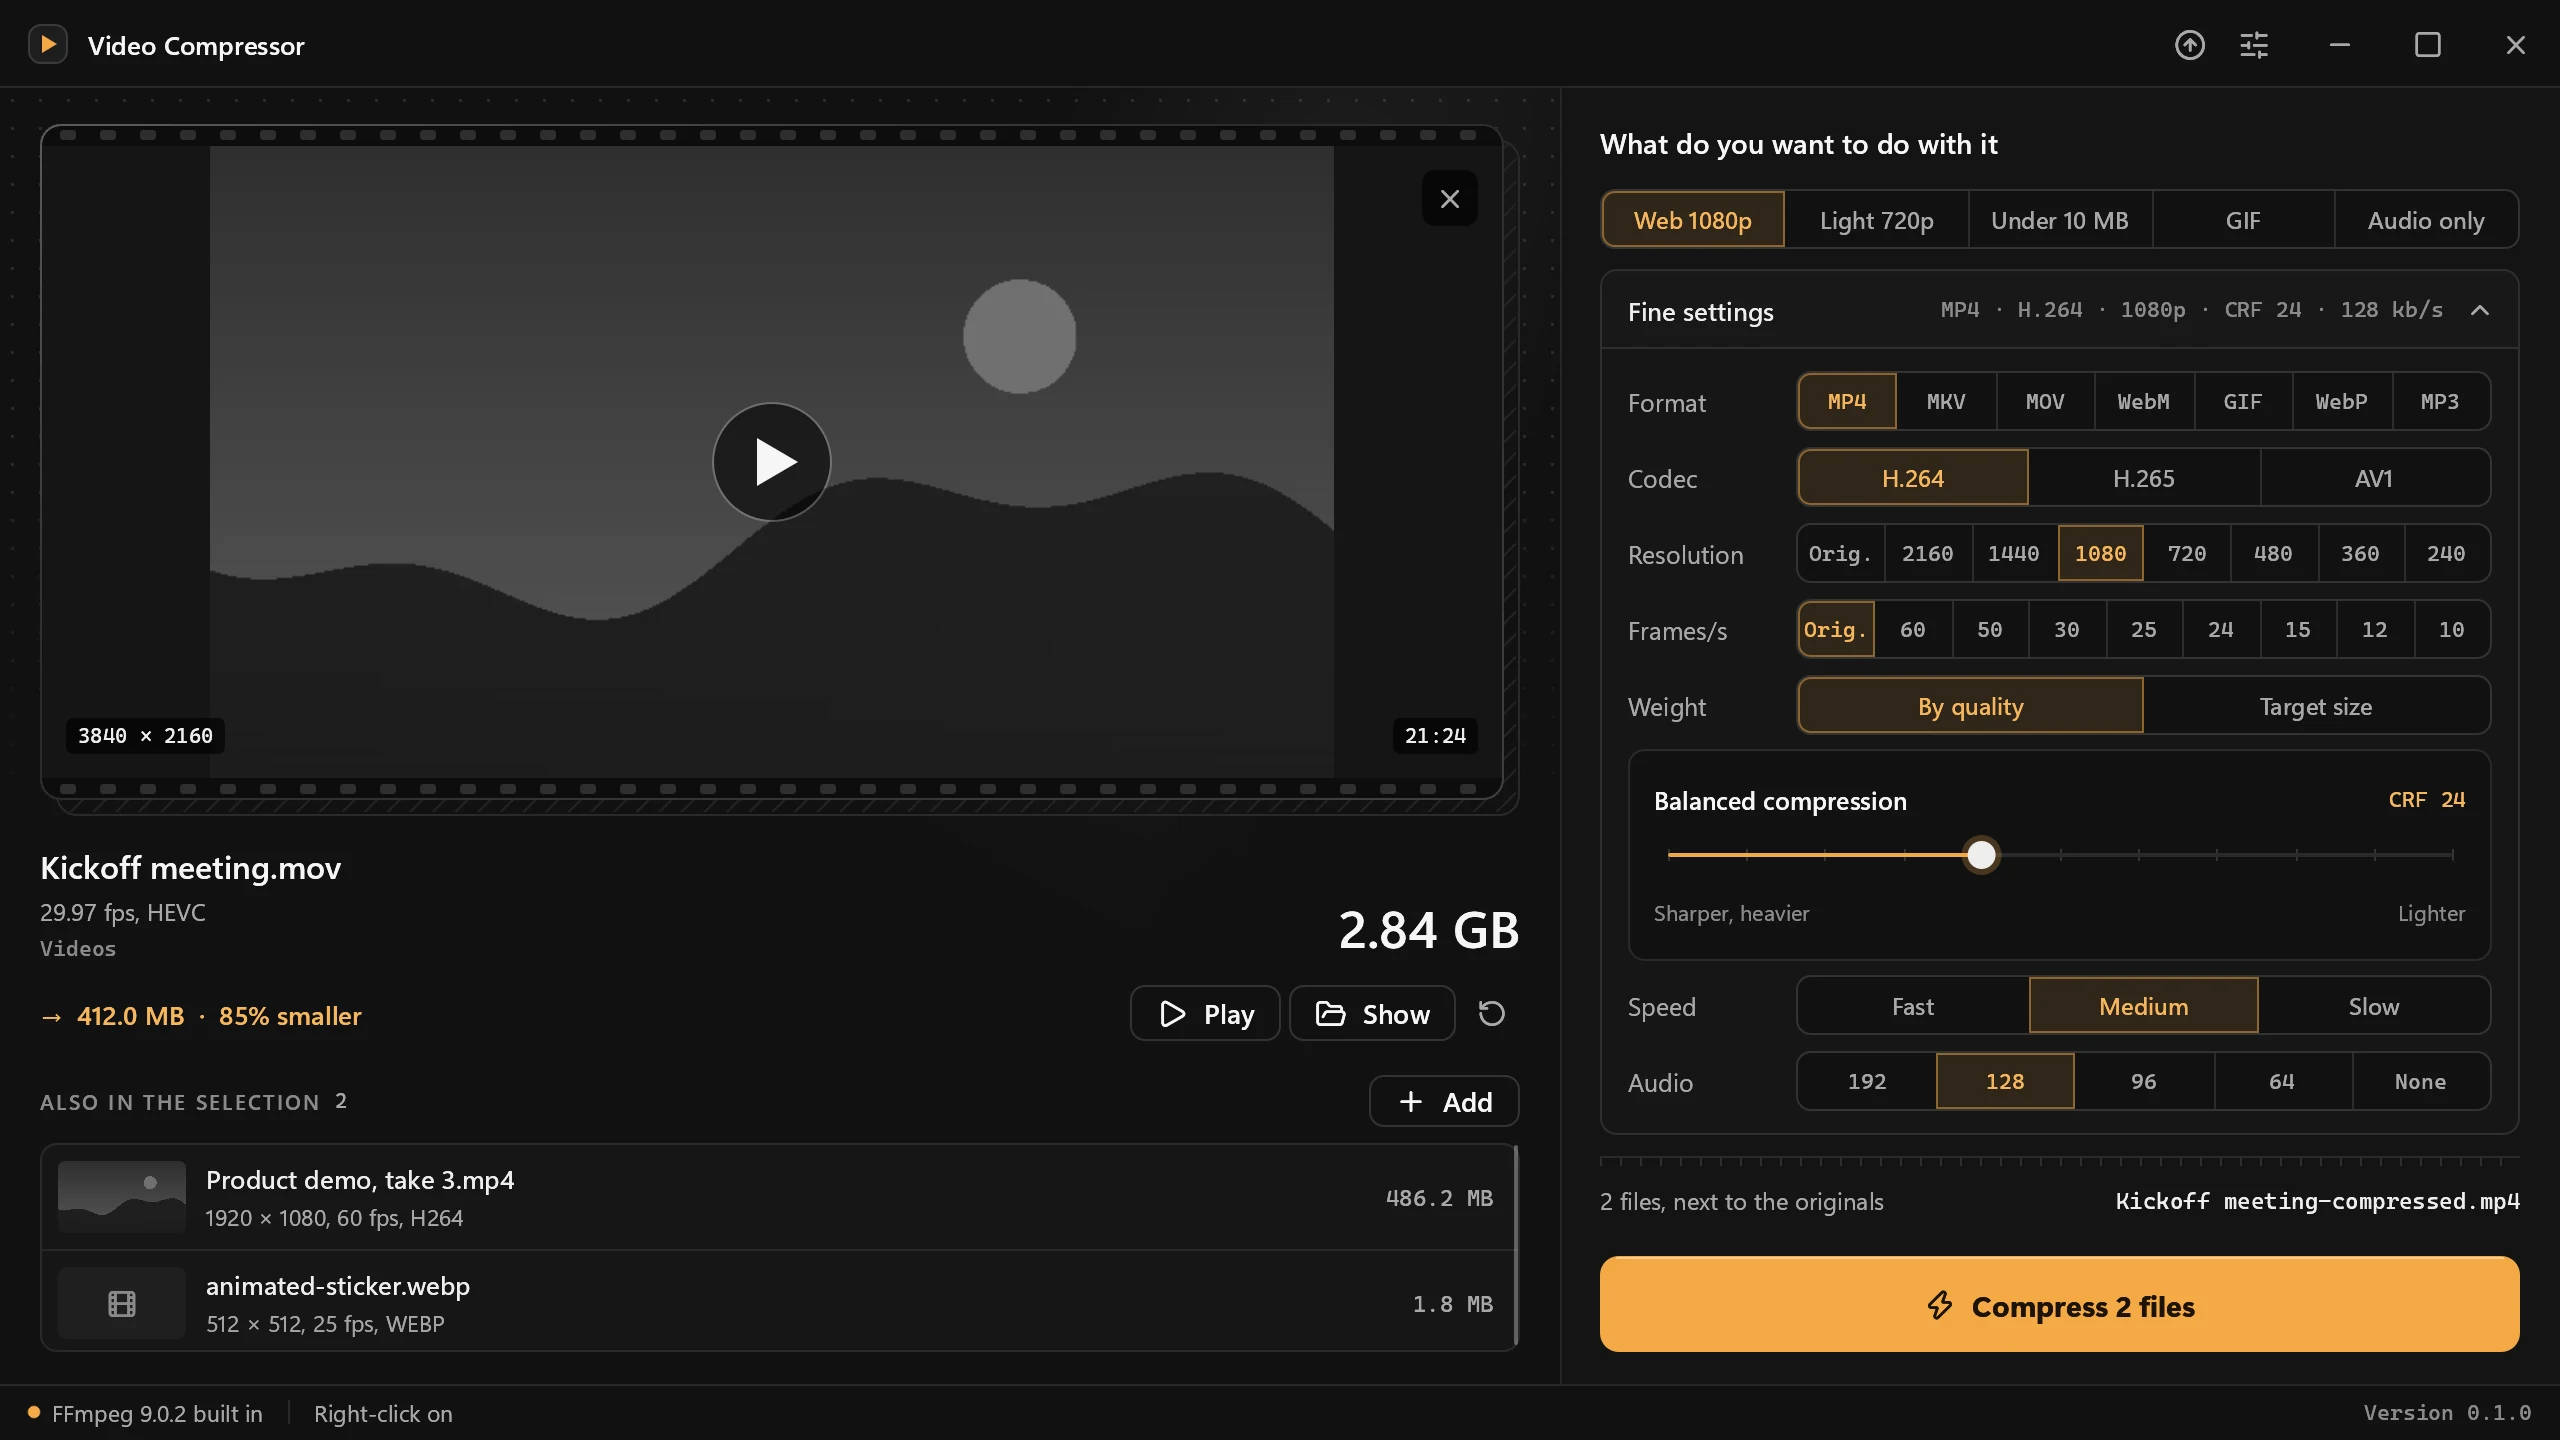 Video Compressor
3840 × 2160
21:24
Kickoff meeting.mov
29.97 fps, HEVC
Videos
2.84 GB
→ 412.0 MB · 85% smaller
Play
Show
ALSO IN THE SELECTION 2
Add
Product demo, take 3.mp4
1920 × 1080, 60 fps, H264
486.2 MB
animated-sticker.webp
512 × 512, 25 fps, WEBP
1.8 MB
What do you want to do with it
Web 1080p Light 720p Under 10 MB GIF Audio only
Fine settings MP4 · H.264 · 1080p · CRF 24 · 128 kb/s
Format MP4 MKV MOV WebM GIF WebP MP3
Codec H.264 H.265 AV1
Resolution Orig. 2160 1440 1080 720 480 360 240
Frames/s Orig. 60 50 30 25 24 15 12 10
Weight By quality Target size
Balanced compression CRF 24
Sharper, heavier Lighter
Speed Fast Medium Slow
Audio 192 128 96 64 None
2 files, next to the originals Kickoff meeting-compressed.mp4
Compress 2 files
FFmpeg 9.0.2 built in Right-click on Version 0.1.0